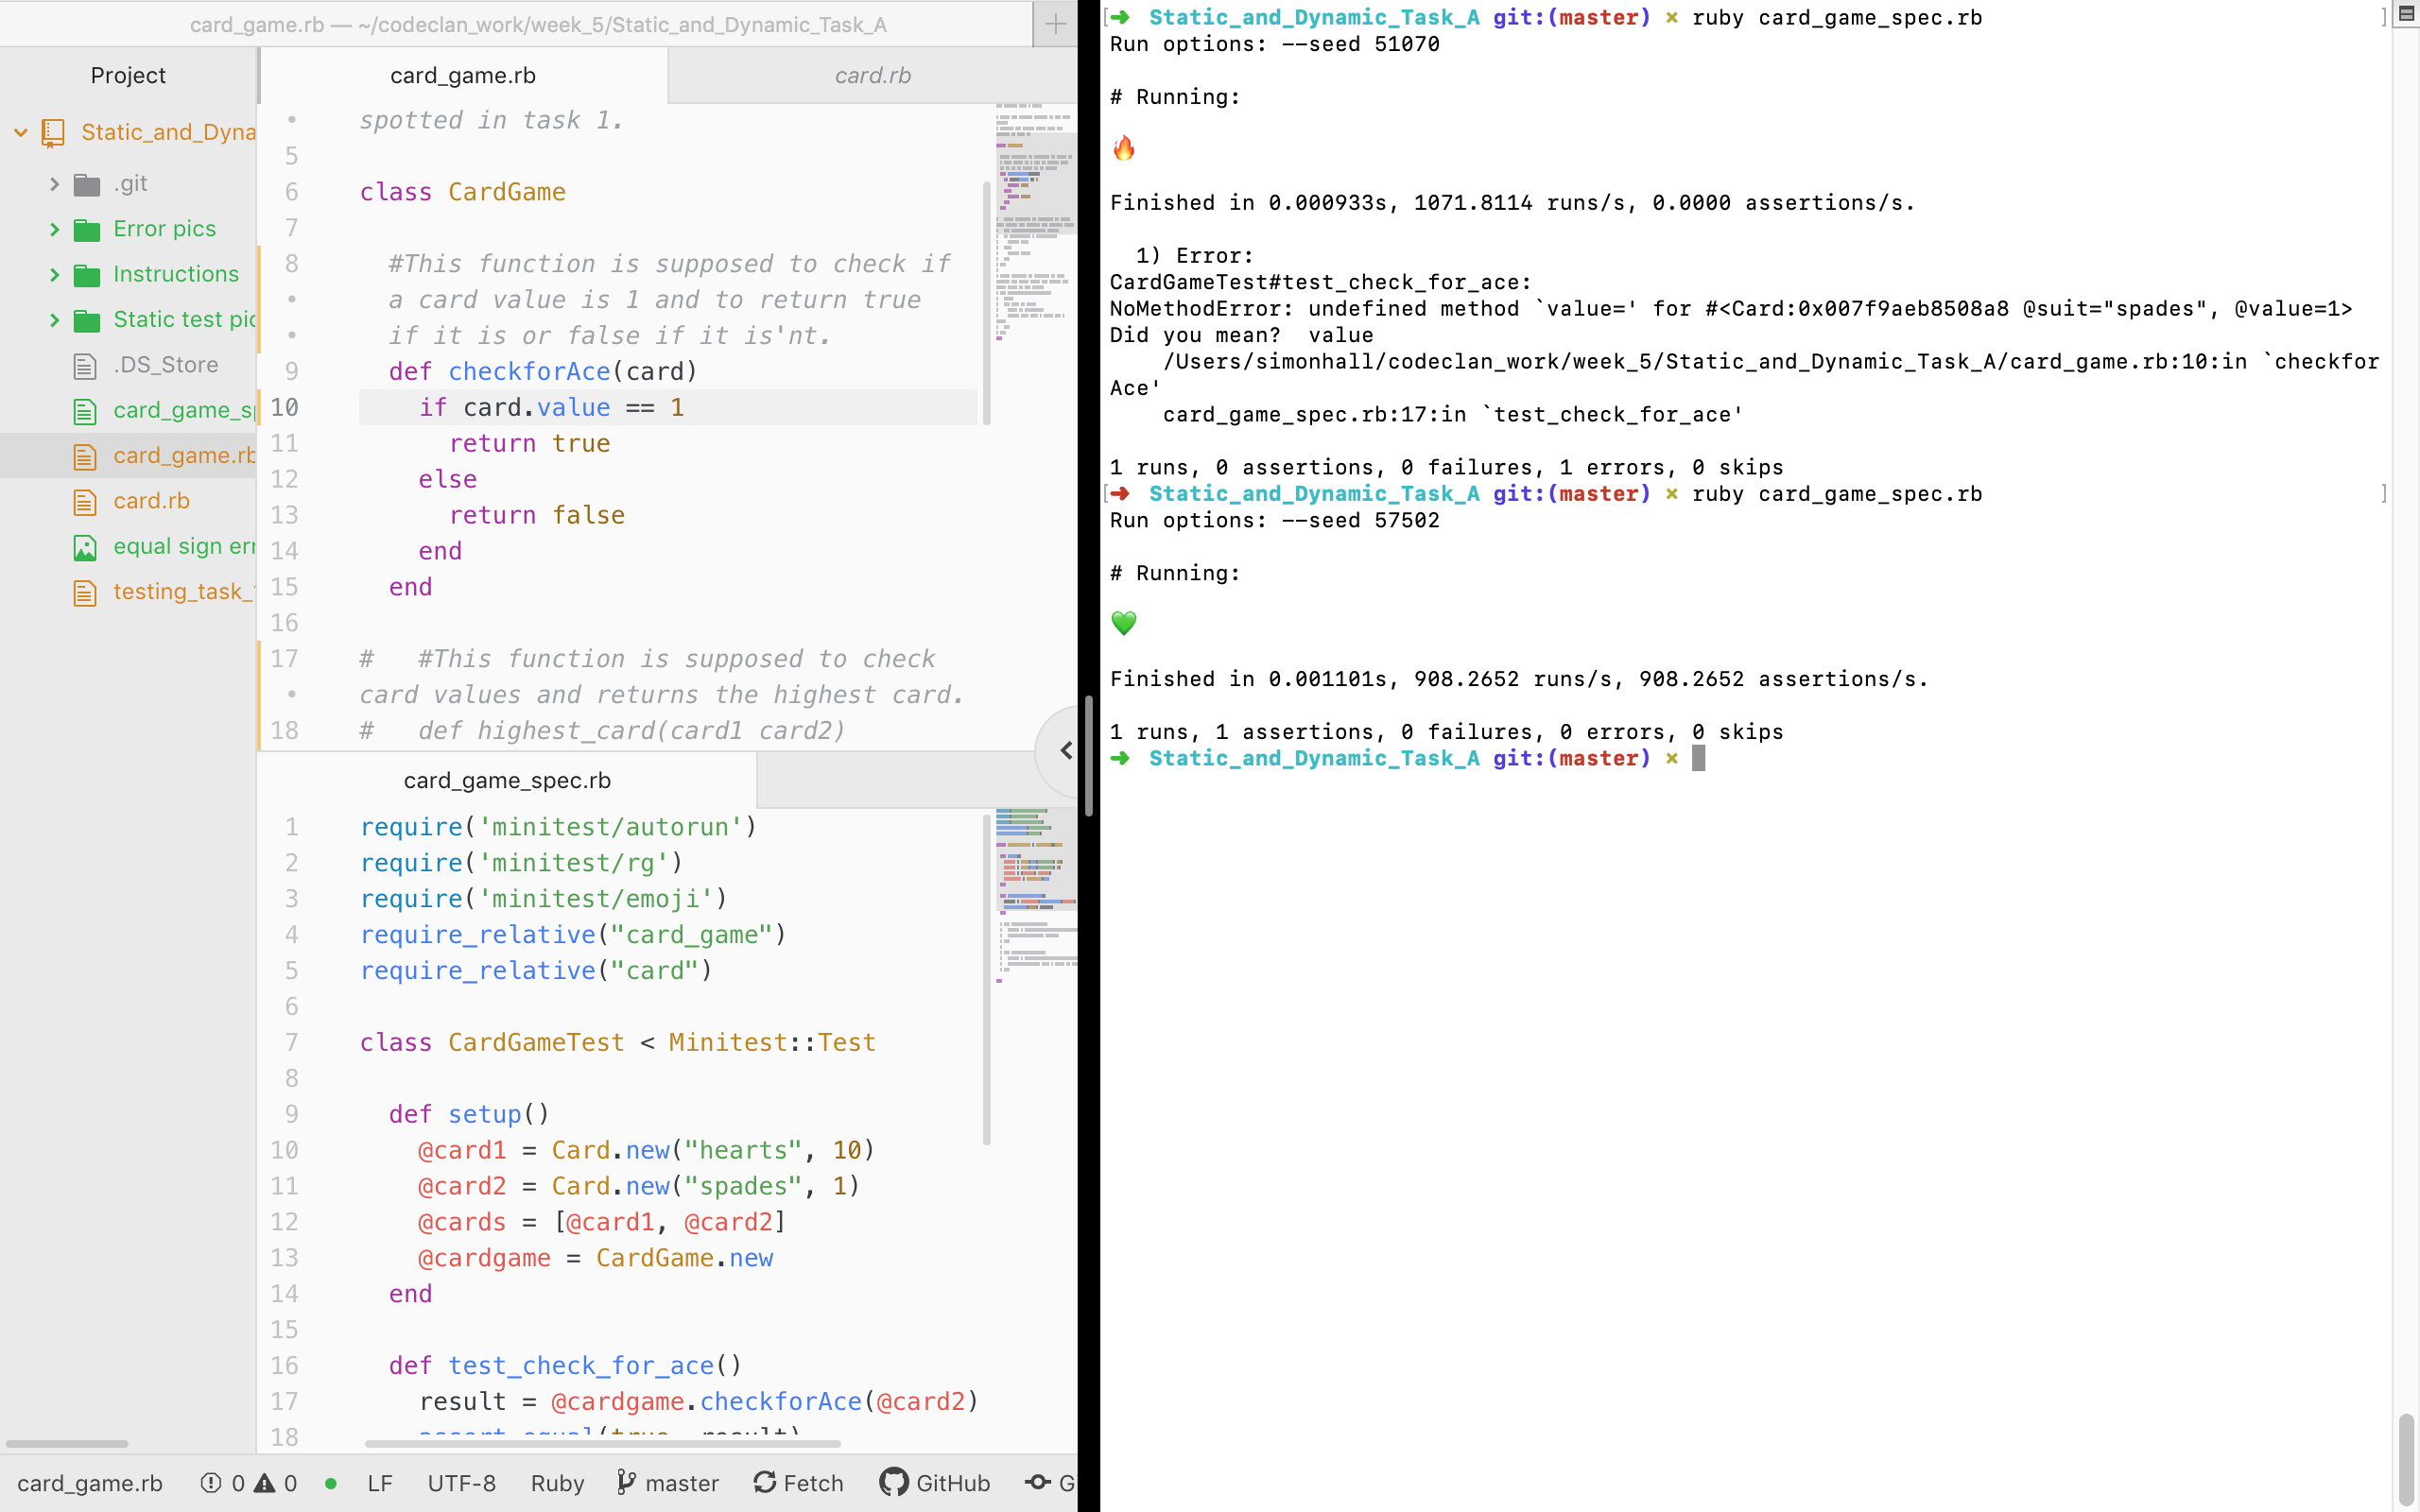 card_game.rb — ~/codeclan_work/week_5/Static_and_Dynamic_Task_A
Project
Static_and_Dyna
.git
Error pics
Instructions
Static test pic
.DS_Store
card_game_sp
card_game.rb
card.rb
equal sign err
testing_task_
card_game.rb
card.rb
• spotted in task 1.
5
6 class CardGame
7
8 #This function is supposed to check if
• a card value is 1 and to return true
• if it is or false if it is'nt.
9 def checkforAce(card)
10 if card.value == 1
11 return true
12 else
13 return false
14 end
15 end
16
17 # #This function is supposed to check
• card values and returns the highest card.
18 # def highest_card(card1 card2)
card_game_spec.rb
1 require('minitest/autorun')
2 require('minitest/rg')
3 require('minitest/emoji')
4 require_relative("card_game")
5 require_relative("card")
6
7 class CardGameTest < Minitest::Test
8
9 def setup()
10 @card1 = Card.new("hearts", 10)
11 @card2 = Card.new("spades", 1)
12 @cards = [@card1, @card2]
13 @cardgame = CardGame.new
14 end
15
16 def test_check_for_ace()
17 result = @cardgame.checkforAce(@card2)
18 assert_equal(true, result)
card_game.rb 0 0 LF UTF-8 Ruby master Fetch GitHub G
[➜ Static_and_Dynamic_Task_A git:(master) × ruby card_game_spec.rb ]
Run options: --seed 51070
# Running:
🔥
Finished in 0.000933s, 1071.8114 runs/s, 0.0000 assertions/s.
1) Error:
CardGameTest#test_check_for_ace:
NoMethodError: undefined method `value=' for #<Card:0x007f9aeb8508a8 @suit="spades", @value=1>
Did you mean? value
/Users/simonhall/codeclan_work/week_5/Static_and_Dynamic_Task_A/card_game.rb:10:in `checkfor
Ace'
card_game_spec.rb:17:in `test_check_for_ace'
1 runs, 0 assertions, 0 failures, 1 errors, 0 skips
[➜ Static_and_Dynamic_Task_A git:(master) × ruby card_game_spec.rb ]
Run options: --seed 57502
# Running:
💚
Finished in 0.001101s, 908.2652 runs/s, 908.2652 assertions/s.
1 runs, 1 assertions, 0 failures, 0 errors, 0 skips
➜ Static_and_Dynamic_Task_A git:(master) ×